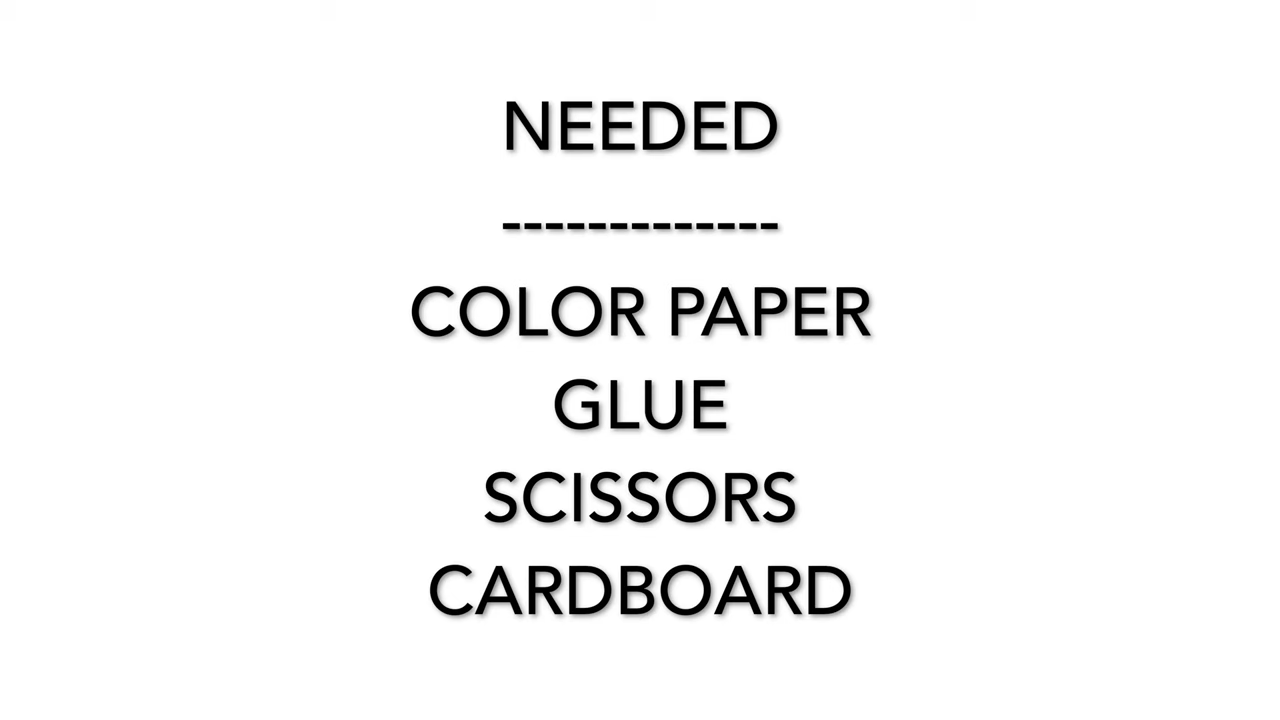 NEEDED
-------------
COLOR PAPER
GLUE
SCISSORS
CARDBOARD